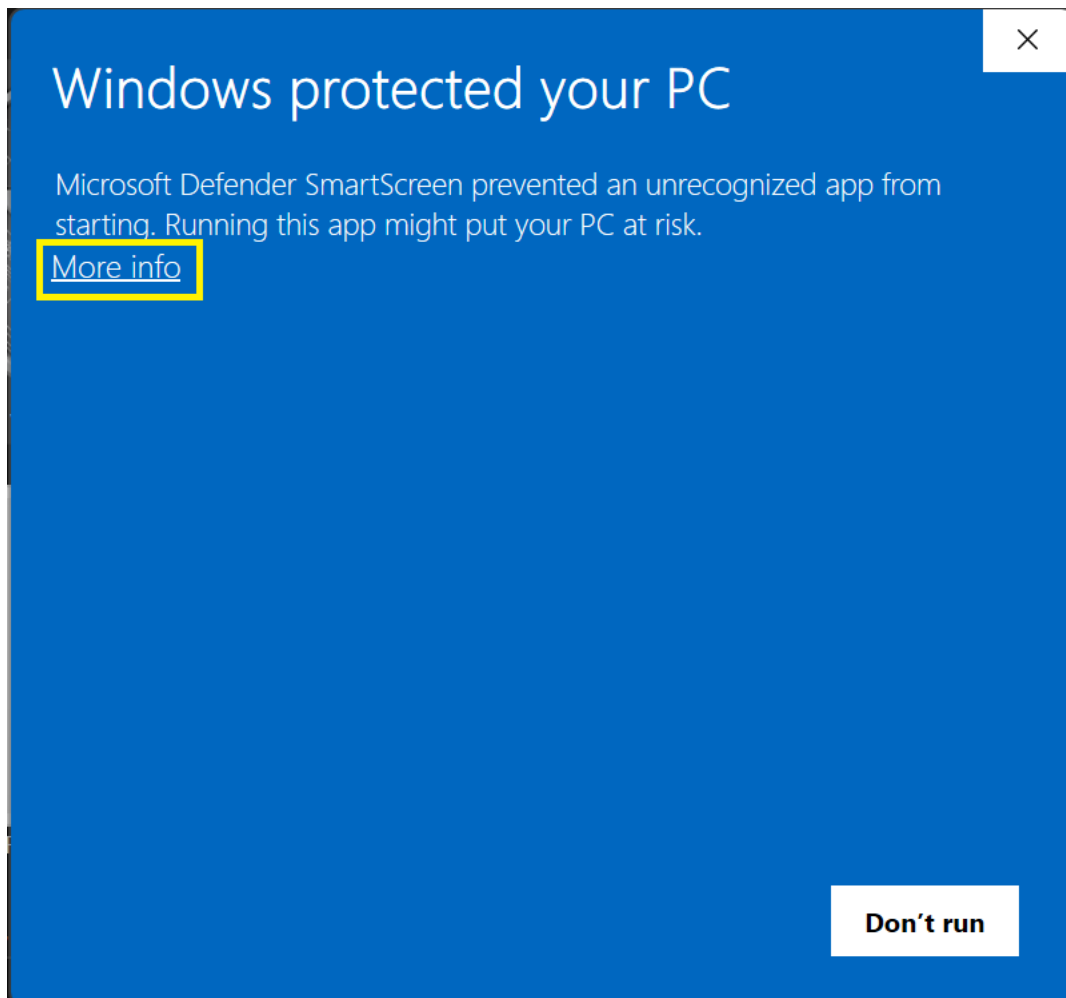 Windows protected your PC
Microsoft Defender SmartScreen prevented an unrecognized app from
starting. Running this app might put your PC at risk.
More info
Don’t run